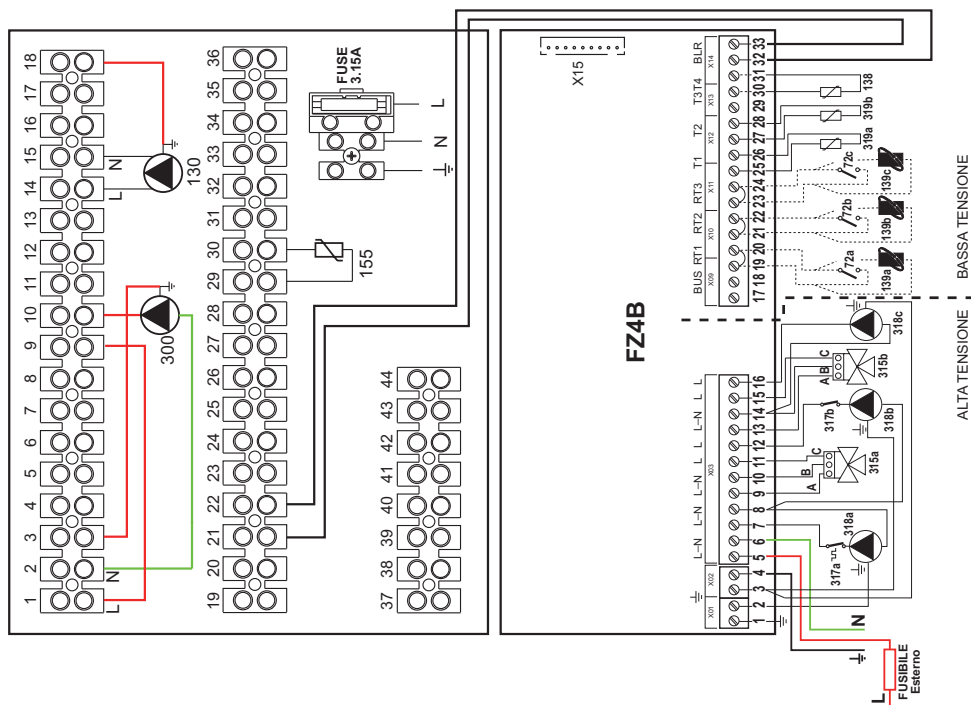 18 17 16 15 14 13 12 11 10 9 8 7 6 5 4 3 2 1
N
L
130
300
N
L
36 35 34 33 32 31 30 29 28 27 26 25 24 23 22 21 20 19
155
FUSE
3.15A
L
N
44 43 42 41 40 39 38 37
FZ4B
X15
BLR
T3T4
T2
T1
RT3
RT2
RT1
BUS
X14
X13
X12
X11
X10
X09
33 32 31 30 29 28 27 26 25 24 23 22 21 20 19 18 17
138
319b
319a
72c
139c
72b
139b
72a
139a
BASSA TENSIONE
ALTA TENSIONE
L
L
L–N
L
L
L–N
L–N
L–N
L–N
X03
X02
X01
16 15 14 13 12 11 10 9 8 7 6 5 4 3 2 1
318c
A B C
315b
317b
318b
A B C
315a
318a
317a
N
L
FUSIBILE
Esterno